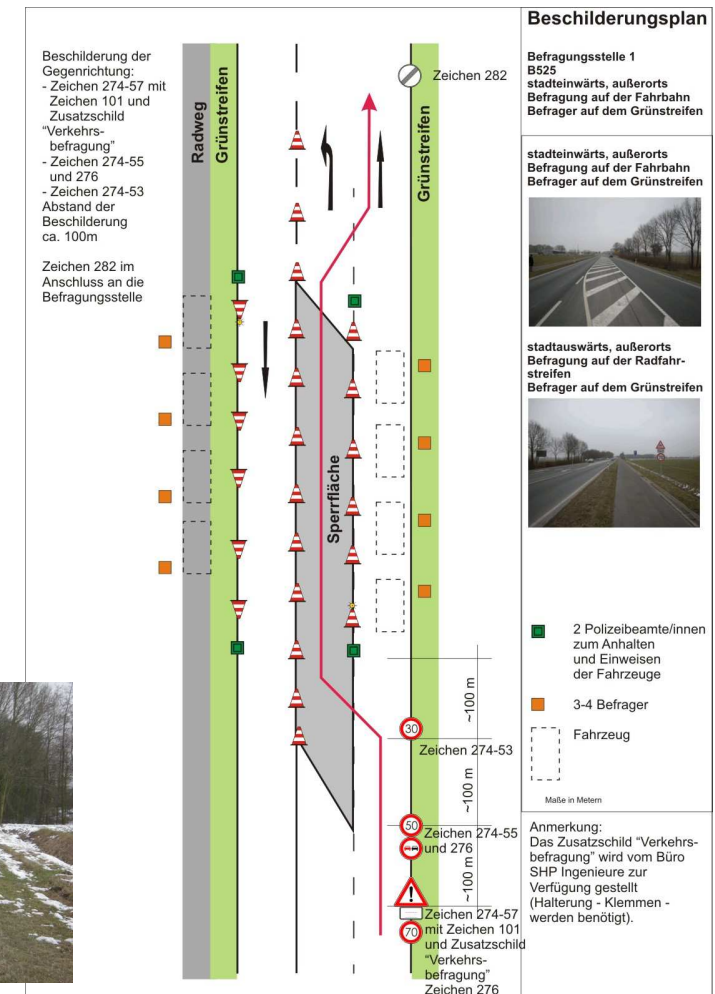 Beschilderungsplan
Befragungsstelle 1
B525
stadteinwärts, außerorts
Befragung auf der Fahrbahn
Befrager auf dem Grünstreifen
stadteinwärts, außerorts
Befragung auf der Fahrbahn
Befrager auf dem Grünstreifen
stadtauswärts, außerorts
Befragung auf der Radfahr-
streifen
Befrager auf dem Grünstreifen
2 Polizeibeamte/innen
zum Anhalten
und Einweisen
der Fahrzeuge
3-4 Befrager
Fahrzeug
Maße in Metern
Anmerkung:
Das Zusatzschild "Verkehrs-
befragung" wird vom Büro
SHP Ingenieure zur
Verfügung gestellt
(Halterung - Klemmen -
werden benötigt).
Beschilderung der
Gegenrichtung:
- Zeichen 274-57 mit
Zeichen 101 und
Zusatzschild
"Verkehrs-
befragung"
- Zeichen 274-55
und 276
- Zeichen 274-53
Abstand der
Beschilderung
ca. 100m
Zeichen 282 im
Anschluss an die
Befragungsstelle
Radweg
Grünstreifen
Grünstreifen
Zeichen 282
Sperrfläche
~100 m
30
Zeichen 274-53
~100 m
50
Zeichen 274-55
und 276
~100 m
70
Zeichen 274-57
mit Zeichen 101
und Zusatzschild
"Verkehrs-
befragung"
Zeichen 276